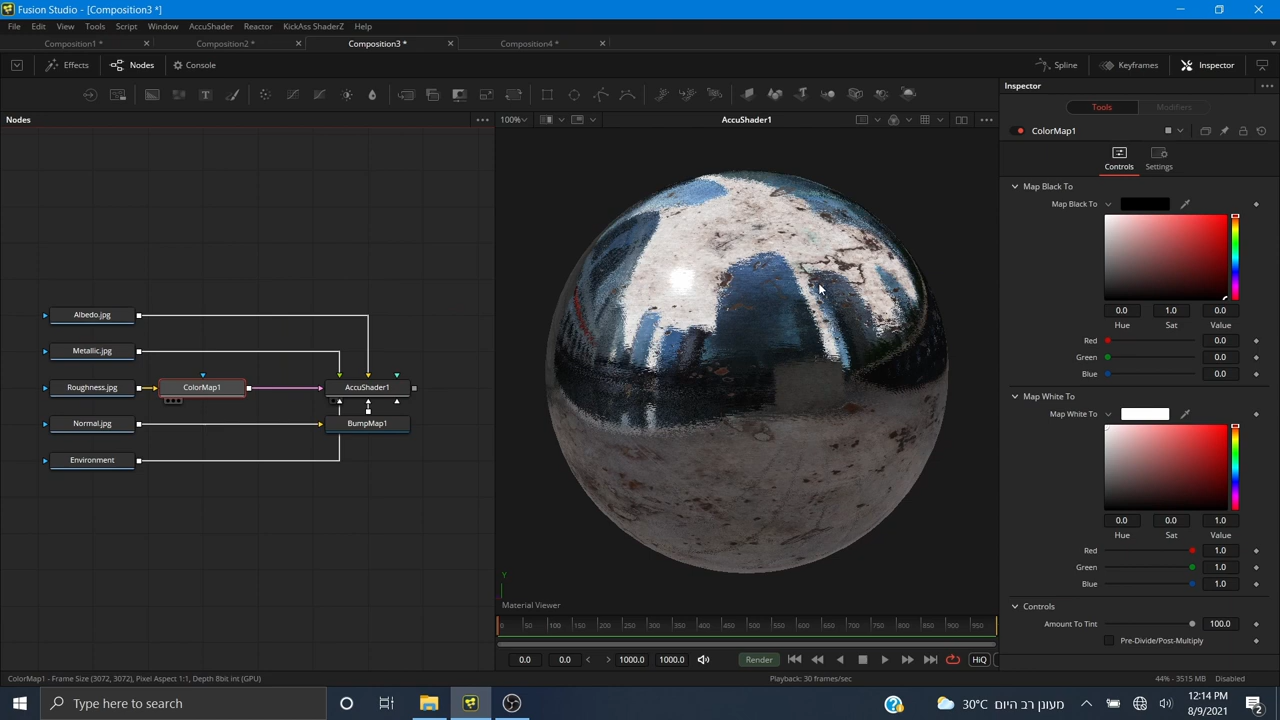 Fusion Studio - [Composition3 *]
File Edit View Tools Script Window AccuShader Reactor KickAss ShaderZ Help
Composition1 * Composition2 * Composition3 * Composition4 *
Effects Nodes Console Spline Keyframes Inspector
Inspector
Nodes
100%
AccuShader1
Tools Modifiers
ColorMap1
Controls Settings
Map Black To
Map Black To
0.0 1.0 0.0
Hue Sat Value
Red 0.0
Green 0.0
Blue 0.0
Map White To
Map White To
0.0 0.0 1.0
Hue Sat Value
Red 1.0
Green 1.0
Blue 1.0
Controls
Amount To Tint 100.0
Pre-Divide/Post-Multiply
Albedo.jpg
Metallic.jpg
Roughness.jpg ColorMap1 AccuShader1
Normal.jpg BumpMap1
Environment
Y
Material Viewer
0 50 100 150 200 250 300 350 400 450 500 550 600 650 700 750 800 850 900 950
0.0 0.0 1000.0 1000.0 Render HiQ
ColorMap1 - Frame Size (3072, 3072), Pixel Aspect 1:1, Depth 8bit int (GPU) Playback: 30 frames/sec 44% - 3515 MB Disabled
Type here to search
30°C מעונן רב היום
12:14 PM
8/9/2021
2